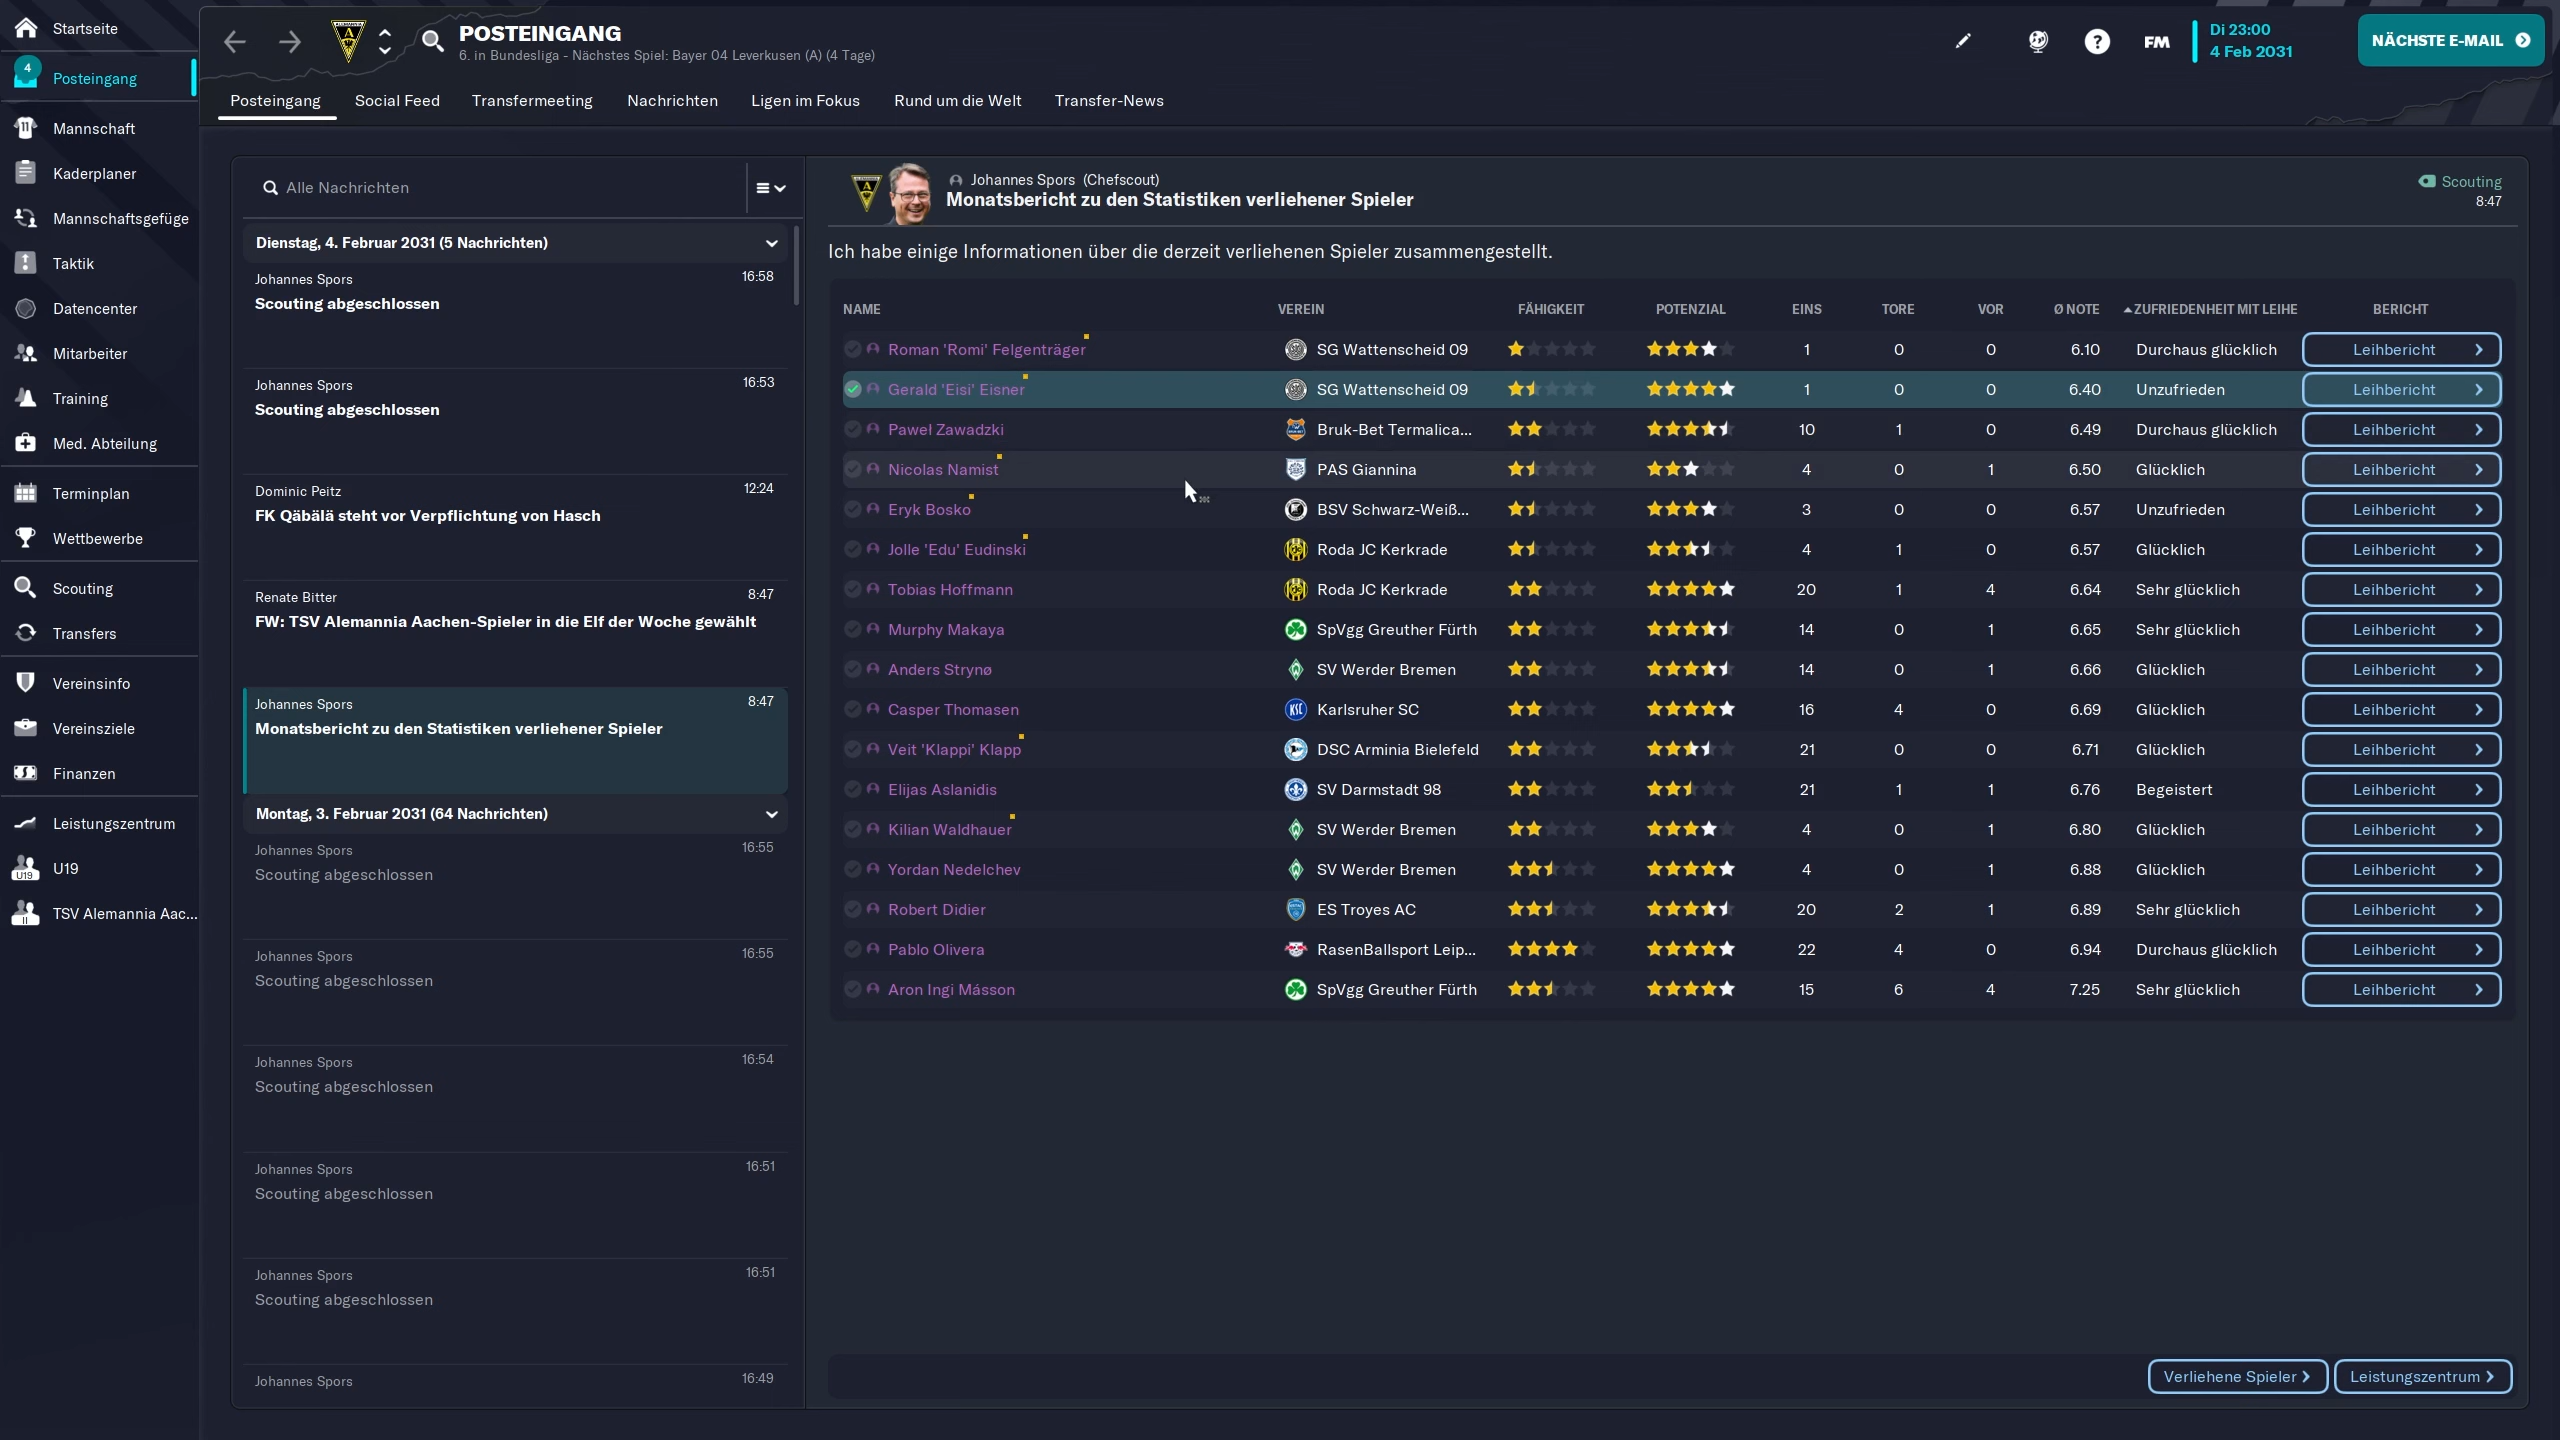 Startseite
4
Posteingang
Mannschaft
Kaderplaner
Mannschaftsgefüge
Taktik
Datencenter
Mitarbeiter
Training
Med. Abteilung
Terminplan
Wettbewerbe
Scouting
Transfers
Vereinsinfo
Vereinsziele
Finanzen
Leistungszentrum
U19
TSV Alemannia Aac...
POSTEINGANG
6. in Bundesliga - Nächstes Spiel: Bayer 04 Leverkusen (A) (4 Tage)
FM
Di 23:00
4 Feb 2031
NÄCHSTE E-MAIL
Posteingang Social Feed Transfermeeting Nachrichten Ligen im Fokus Rund um die Welt Transfer-News
Alle Nachrichten
Dienstag, 4. Februar 2031 (5 Nachrichten)
Johannes Spors 16:58
Scouting abgeschlossen
Johannes Spors 16:53
Scouting abgeschlossen
Dominic Peitz 12:24
FK Qäbälä steht vor Verpflichtung von Hasch
Renate Bitter 8:47
FW: TSV Alemannia Aachen-Spieler in die Elf der Woche gewählt
Johannes Spors 8:47
Monatsbericht zu den Statistiken verliehener Spieler
Montag, 3. Februar 2031 (64 Nachrichten)
Johannes Spors 16:55
Scouting abgeschlossen
Johannes Spors 16:55
Scouting abgeschlossen
Johannes Spors 16:54
Scouting abgeschlossen
Johannes Spors 16:51
Scouting abgeschlossen
Johannes Spors 16:51
Scouting abgeschlossen
Johannes Spors 16:49
Johannes Spors (Chefscout)
Monatsbericht zu den Statistiken verliehener Spieler
Scouting
8:47
Ich habe einige Informationen über die derzeit verliehenen Spieler zusammengestellt.
NAME VEREIN FÄHIGKEIT POTENZIAL EINS TORE VOR Ø NOTE ZUFRIEDENHEIT MIT LEIHE BERICHT
Roman 'Romi' Felgenträger SG Wattenscheid 09 1 0 0 6.10 Durchaus glücklich Leihbericht
Gerald 'Eisi' Eisner SG Wattenscheid 09 1 0 0 6.40 Unzufrieden Leihbericht
Pawel Zawadzki Bruk-Bet Termalica... 10 1 0 6.49 Durchaus glücklich Leihbericht
Nicolas Namist PAS Giannina 4 0 1 6.50 Glücklich Leihbericht
Eryk Bosko BSV Schwarz-Weiß... 3 0 0 6.57 Unzufrieden Leihbericht
Jolle 'Edu' Eudinski Roda JC Kerkrade 4 1 0 6.57 Glücklich Leihbericht
Tobias Hoffmann Roda JC Kerkrade 20 1 4 6.64 Sehr glücklich Leihbericht
Murphy Makaya SpVgg Greuther Fürth 14 0 1 6.65 Sehr glücklich Leihbericht
Anders Strynø SV Werder Bremen 14 0 1 6.66 Glücklich Leihbericht
Casper Thomasen Karlsruher SC 16 4 0 6.69 Glücklich Leihbericht
Veit 'Klappi' Klapp DSC Arminia Bielefeld 21 0 0 6.71 Glücklich Leihbericht
Elijas Aslanidis SV Darmstadt 98 21 1 1 6.76 Begeistert Leihbericht
Kilian Waldhauer SV Werder Bremen 4 0 1 6.80 Glücklich Leihbericht
Yordan Nedelchev SV Werder Bremen 4 0 1 6.88 Glücklich Leihbericht
Robert Didier ES Troyes AC 20 2 1 6.89 Sehr glücklich Leihbericht
Pablo Olivera RasenBallsport Leip... 22 4 0 6.94 Durchaus glücklich Leihbericht
Aron Ingi Másson SpVgg Greuther Fürth 15 6 4 7.25 Sehr glücklich Leihbericht
Verliehene Spieler Leistungszentrum